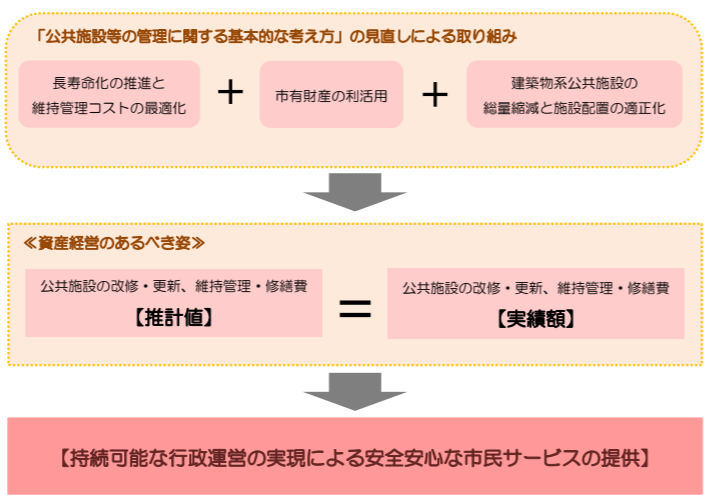 「公共施設等の管理に関する基本的な考え方」の見直しによる取り組み
長寿命化の推進と
維持管理コストの最適化
+
市有財産の利活用
+
建築物系公共施設の
総量縮減と施設配置の適正化
≪資産経営のあるべき姿≫
公共施設の改修・更新、維持管理・修繕費
【推計値】
=
公共施設の改修・更新、維持管理・修繕費
【実績額】
【持続可能な行政運営の実現による安全安心な市民サービスの提供】